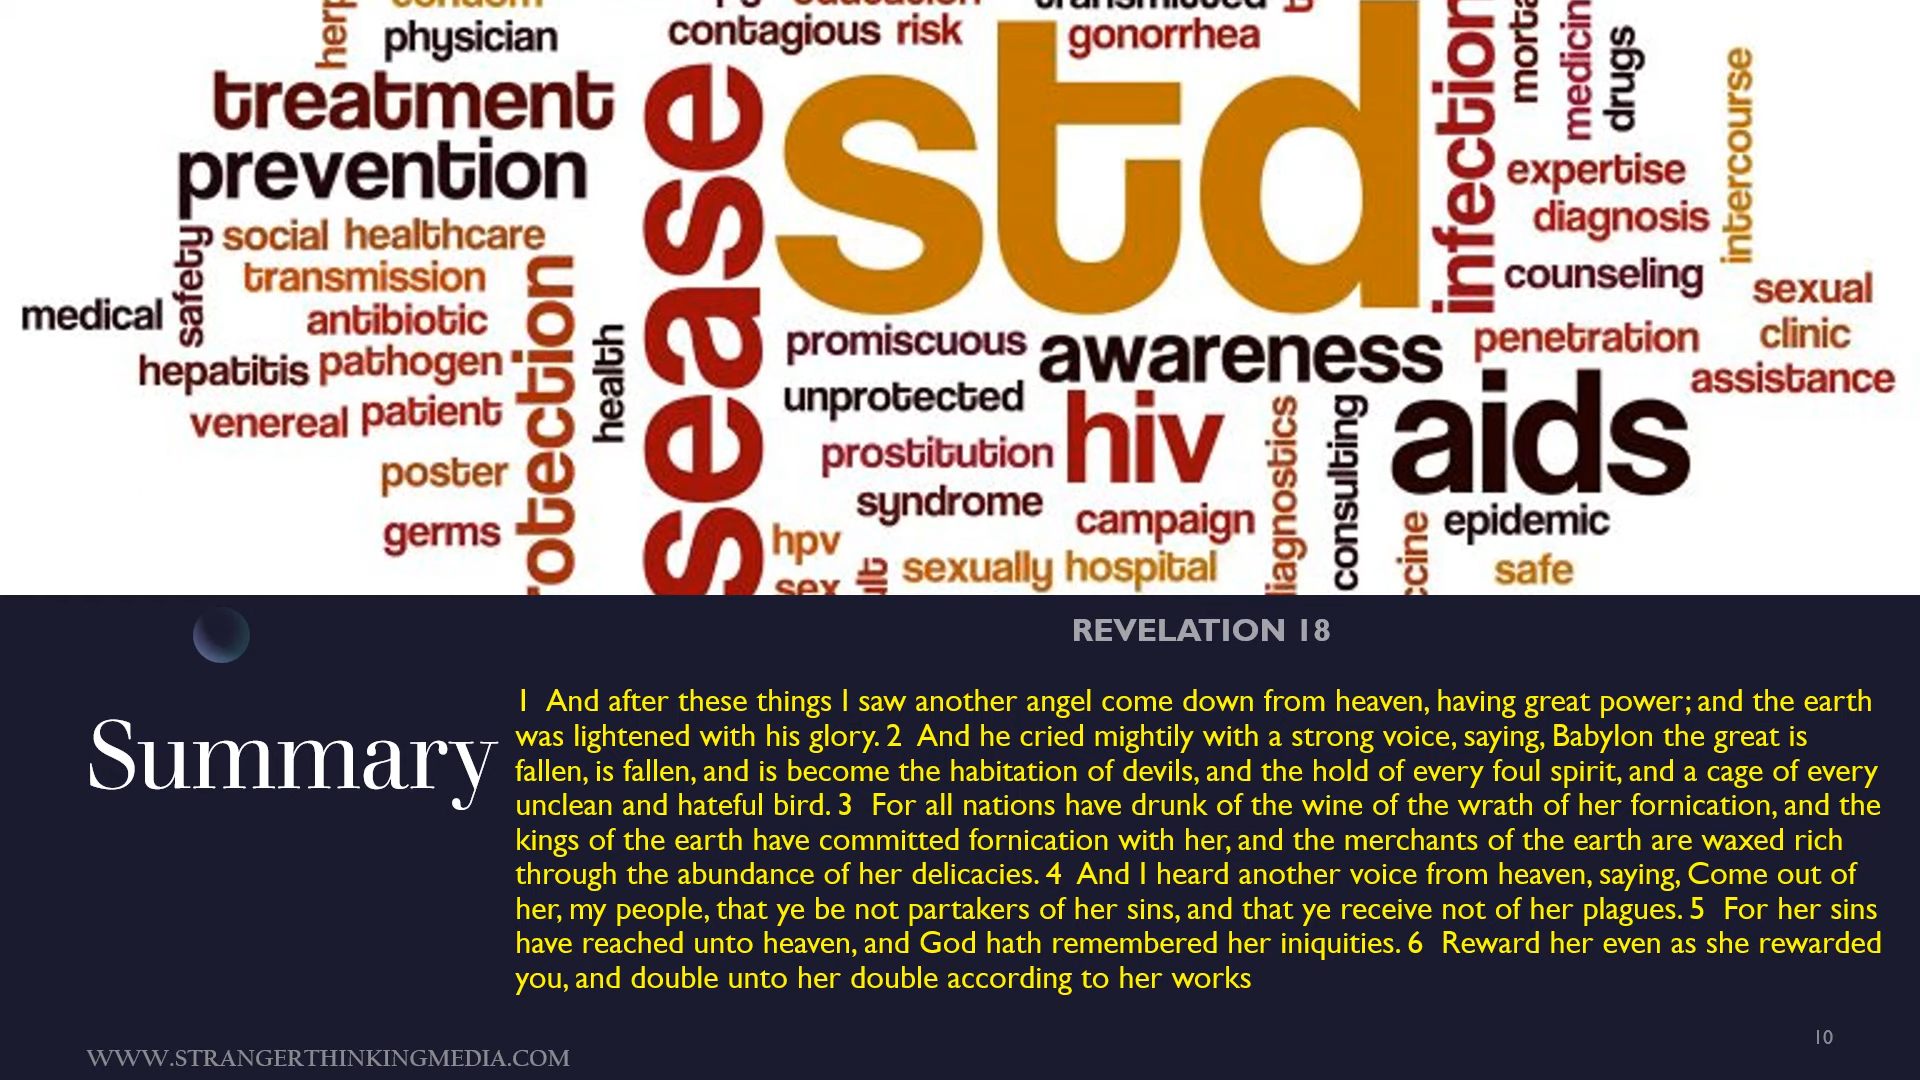 physician
contagious risk
gonorrhea
treatment
prevention
disease
std
infection
medicine
drugs
intercourse
expertise
diagnosis
counseling
safety
social healthcare
transmission
medical
antibiotic
hepatitis
pathogen
venereal
patient
health
poster
germs
promiscuous
awareness
unprotected
prostitution
hiv
syndrome
campaign
hpv
sex
sexually
hospital
diagnostics
consulting
aids
penetration
sexual
clinic
assistance
epidemic
safe
REVELATION 18
Summary
1 And after these things I saw another angel come down from heaven, having great power; and the earth
was lightened with his glory. 2 And he cried mightily with a strong voice, saying, Babylon the great is
fallen, is fallen, and is become the habitation of devils, and the hold of every foul spirit, and a cage of every
unclean and hateful bird. 3 For all nations have drunk of the wine of the wrath of her fornication, and the
kings of the earth have committed fornication with her, and the merchants of the earth are waxed rich
through the abundance of her delicacies. 4 And I heard another voice from heaven, saying, Come out of
her, my people, that ye be not partakers of her sins, and that ye receive not of her plagues. 5 For her sins
have reached unto heaven, and God hath remembered her iniquities. 6 Reward her even as she rewarded
you, and double unto her double according to her works
WWW.STRANGERTHINKINGMEDIA.COM
10